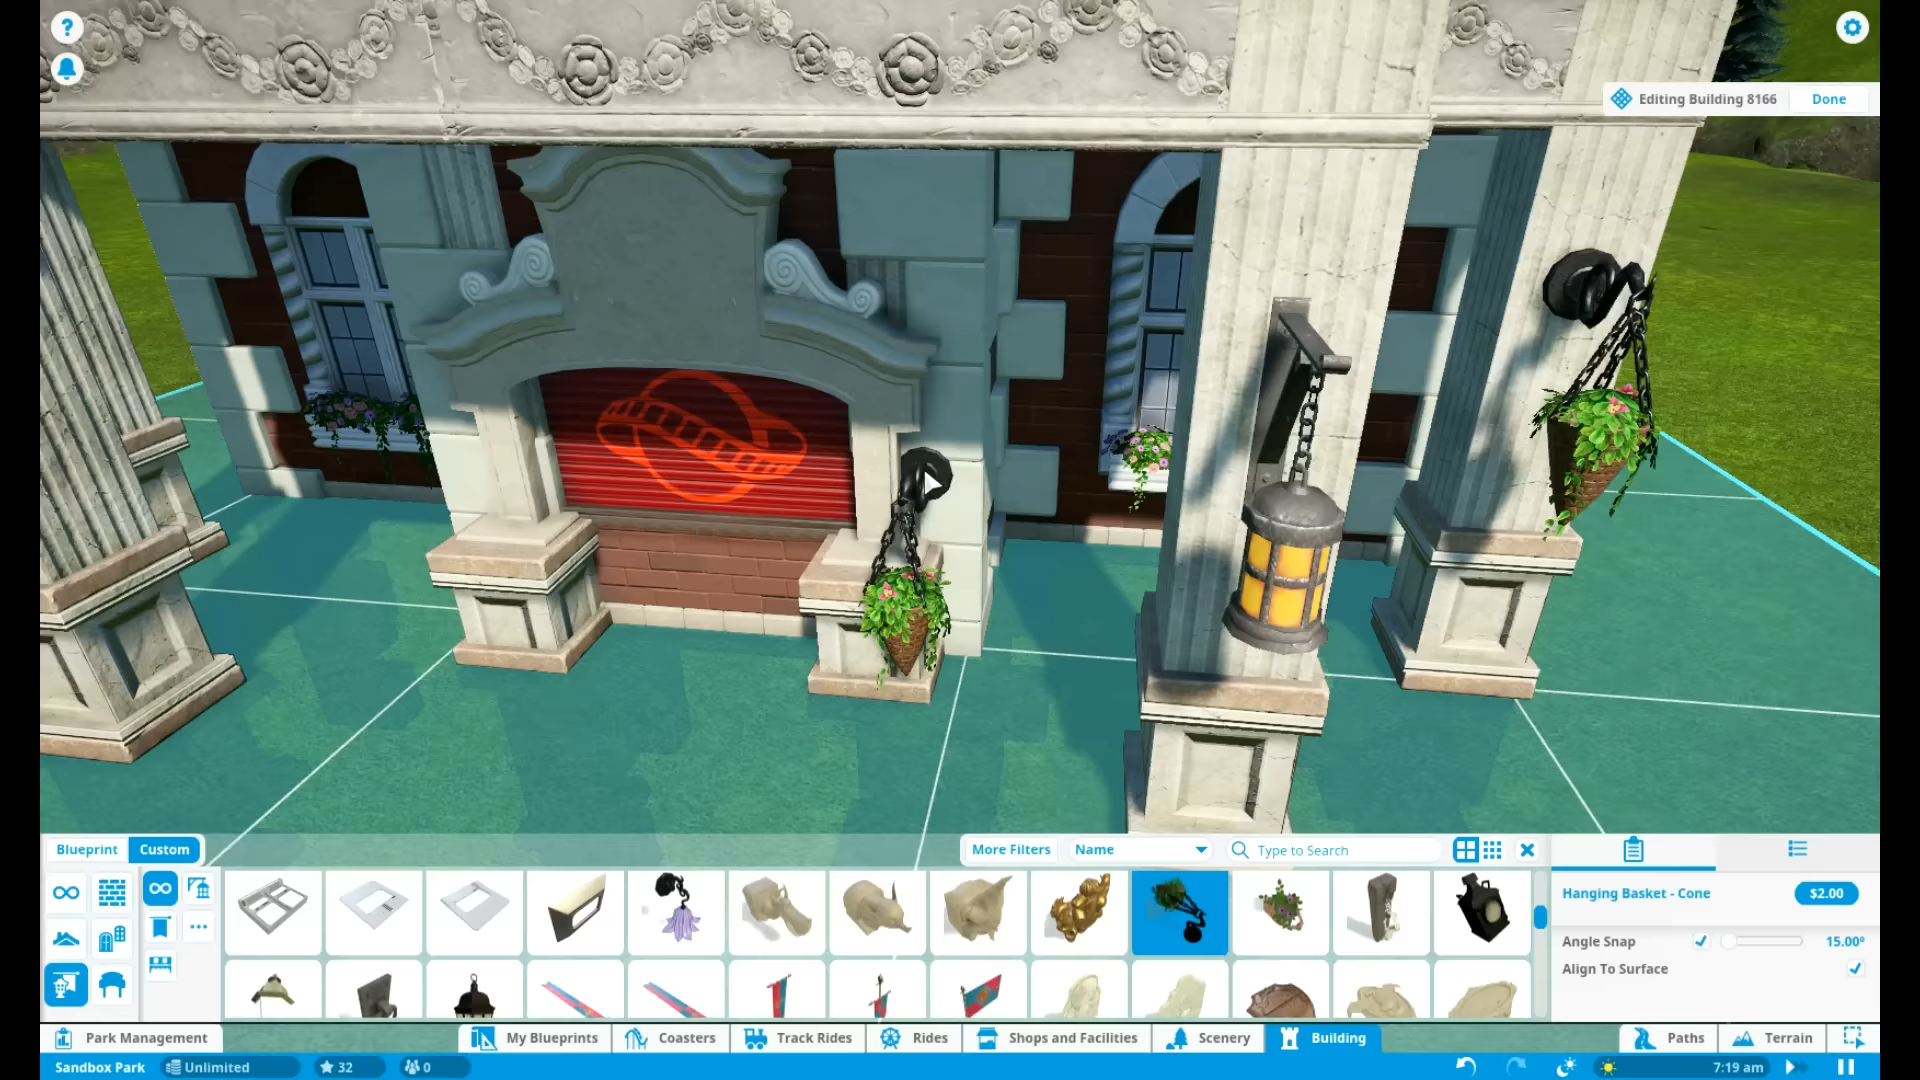 ?
Editing Building 8166 Done
Blueprint Custom
More Filters Name Type to Search
Hanging Basket - Cone $2.00
Angle Snap 15.00°
Align To Surface
Park Management My Blueprints Coasters Track Rides Rides Shops and Facilities Scenery Building Paths Terrain
Sandbox Park Unlimited 32 0 7:19 am